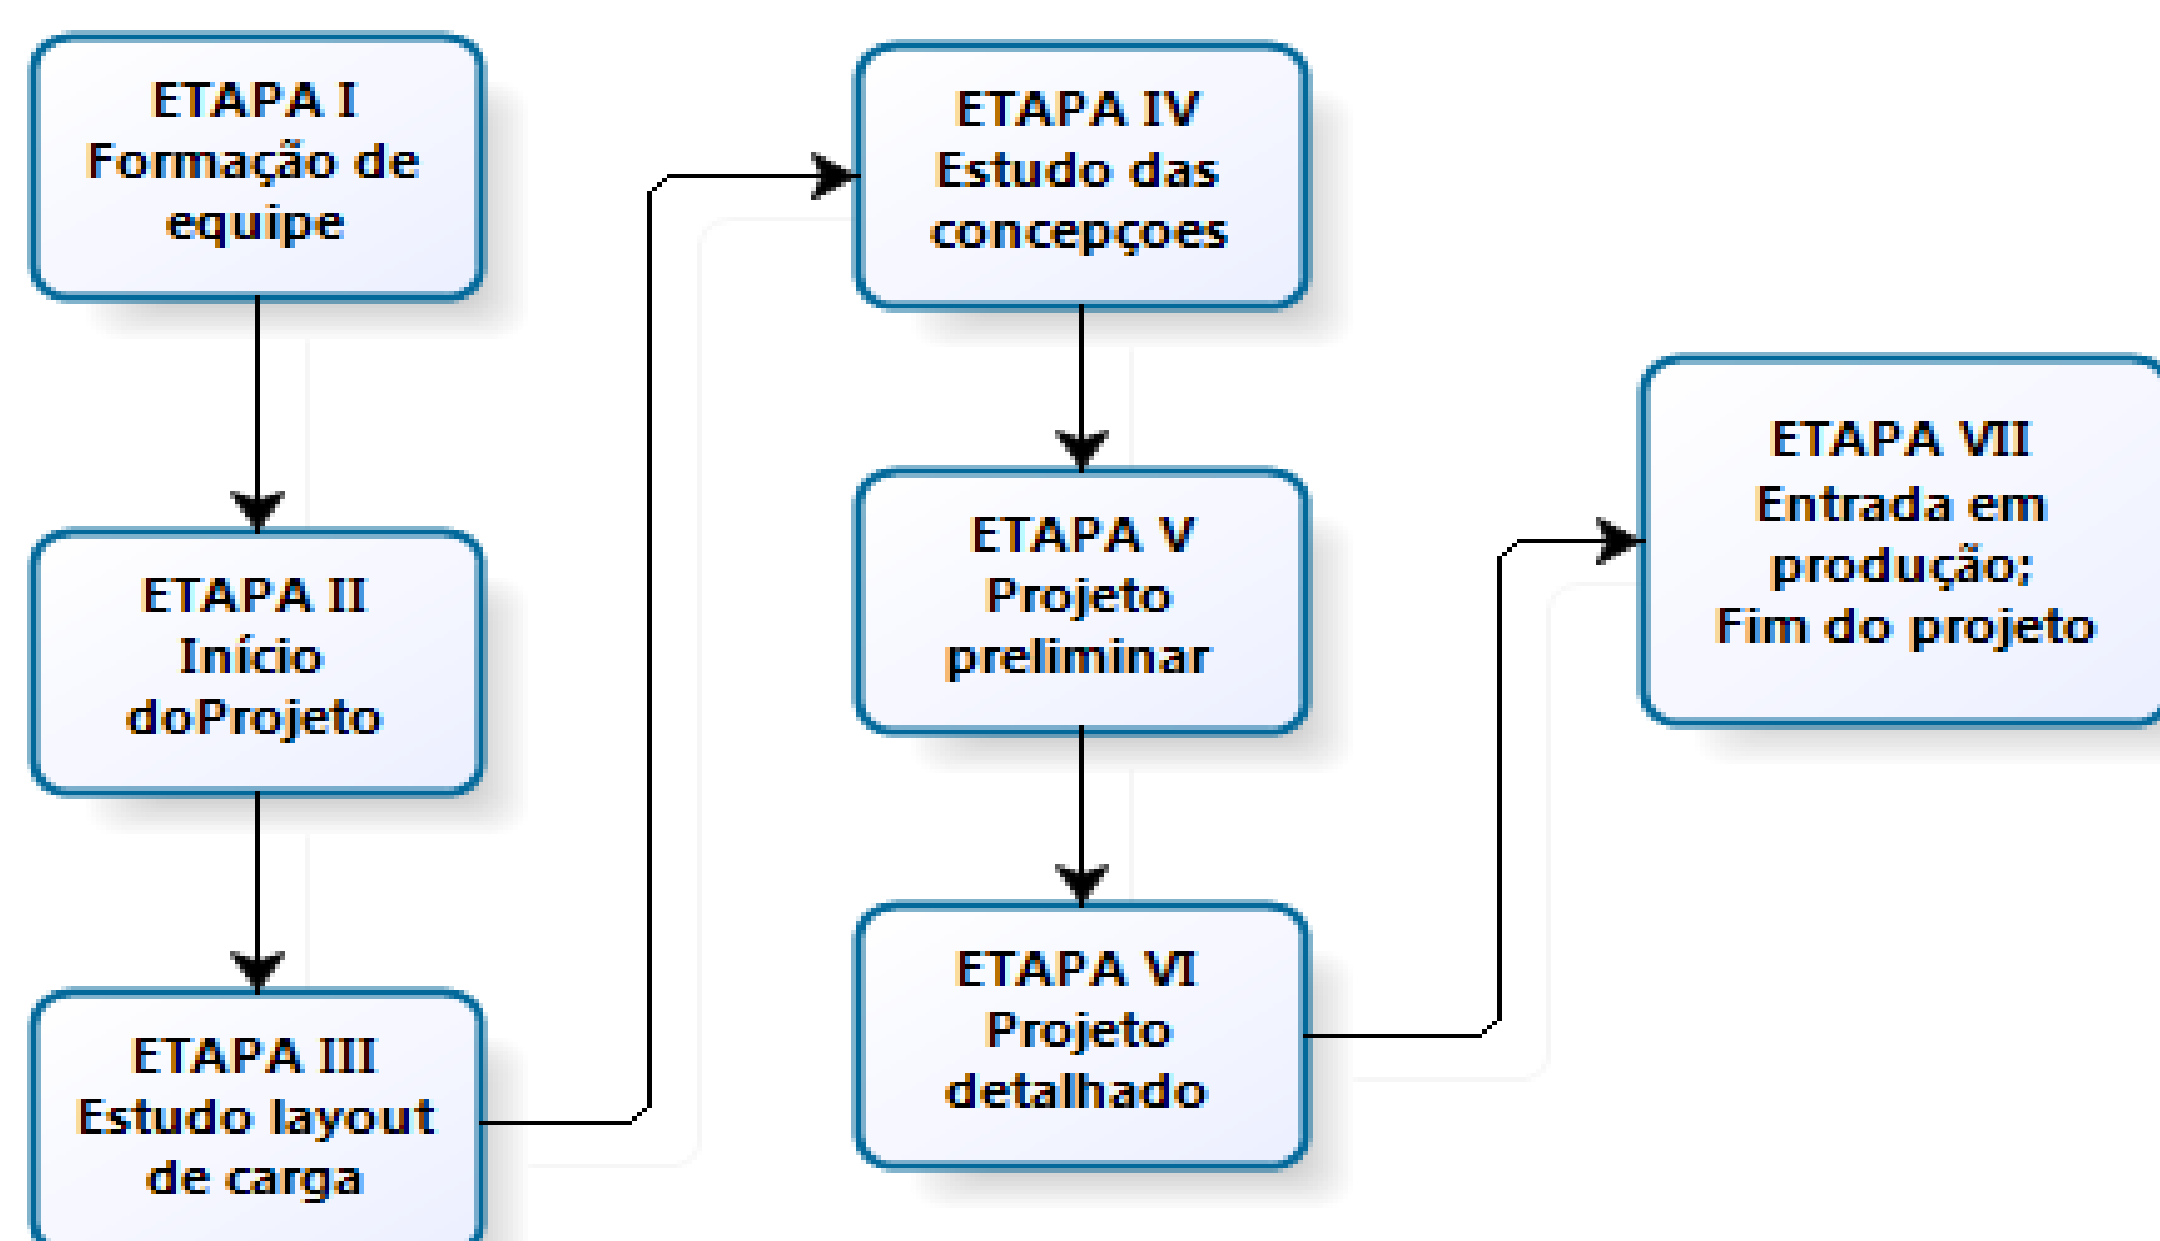 ETAPA I
Formação de
equipe
ETAPA II
Início
doProjeto
ETAPA III
Estudo layout
de carga
ETAPA IV
Estudo das
concepçoes
ETAPA V
Projeto
preliminar
ETAPA VI
Projeto
detalhado
ETAPA VII
Entrada em
produção;
Fim do projeto